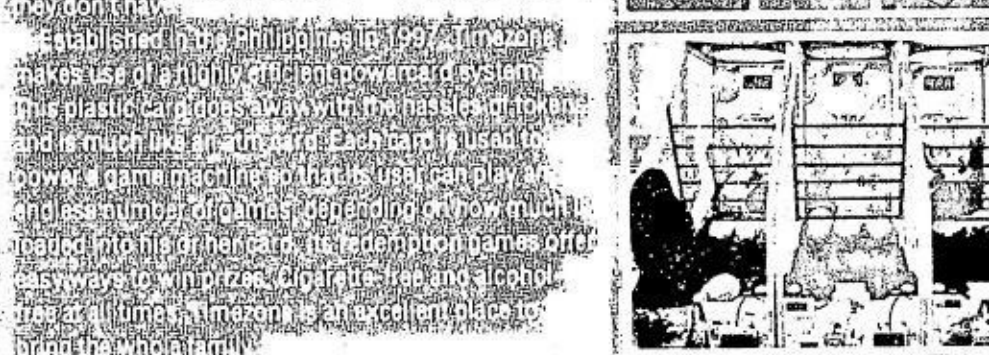 they don't have
Established in the Philippines in 1997, Timezone
makes use of a highly efficient powercard system.
This plastic card does away with the hassles of token
and is much like an atm card. Each card is used to
power a game machine so that its user can play an
endless number of games, depending on how much is
loaded into his or her card. Its redemption games offer
easy ways to win prizes. Cigarette-free and alcohol-
free at all times, Timezone is an excellent place to
bring the whole family.